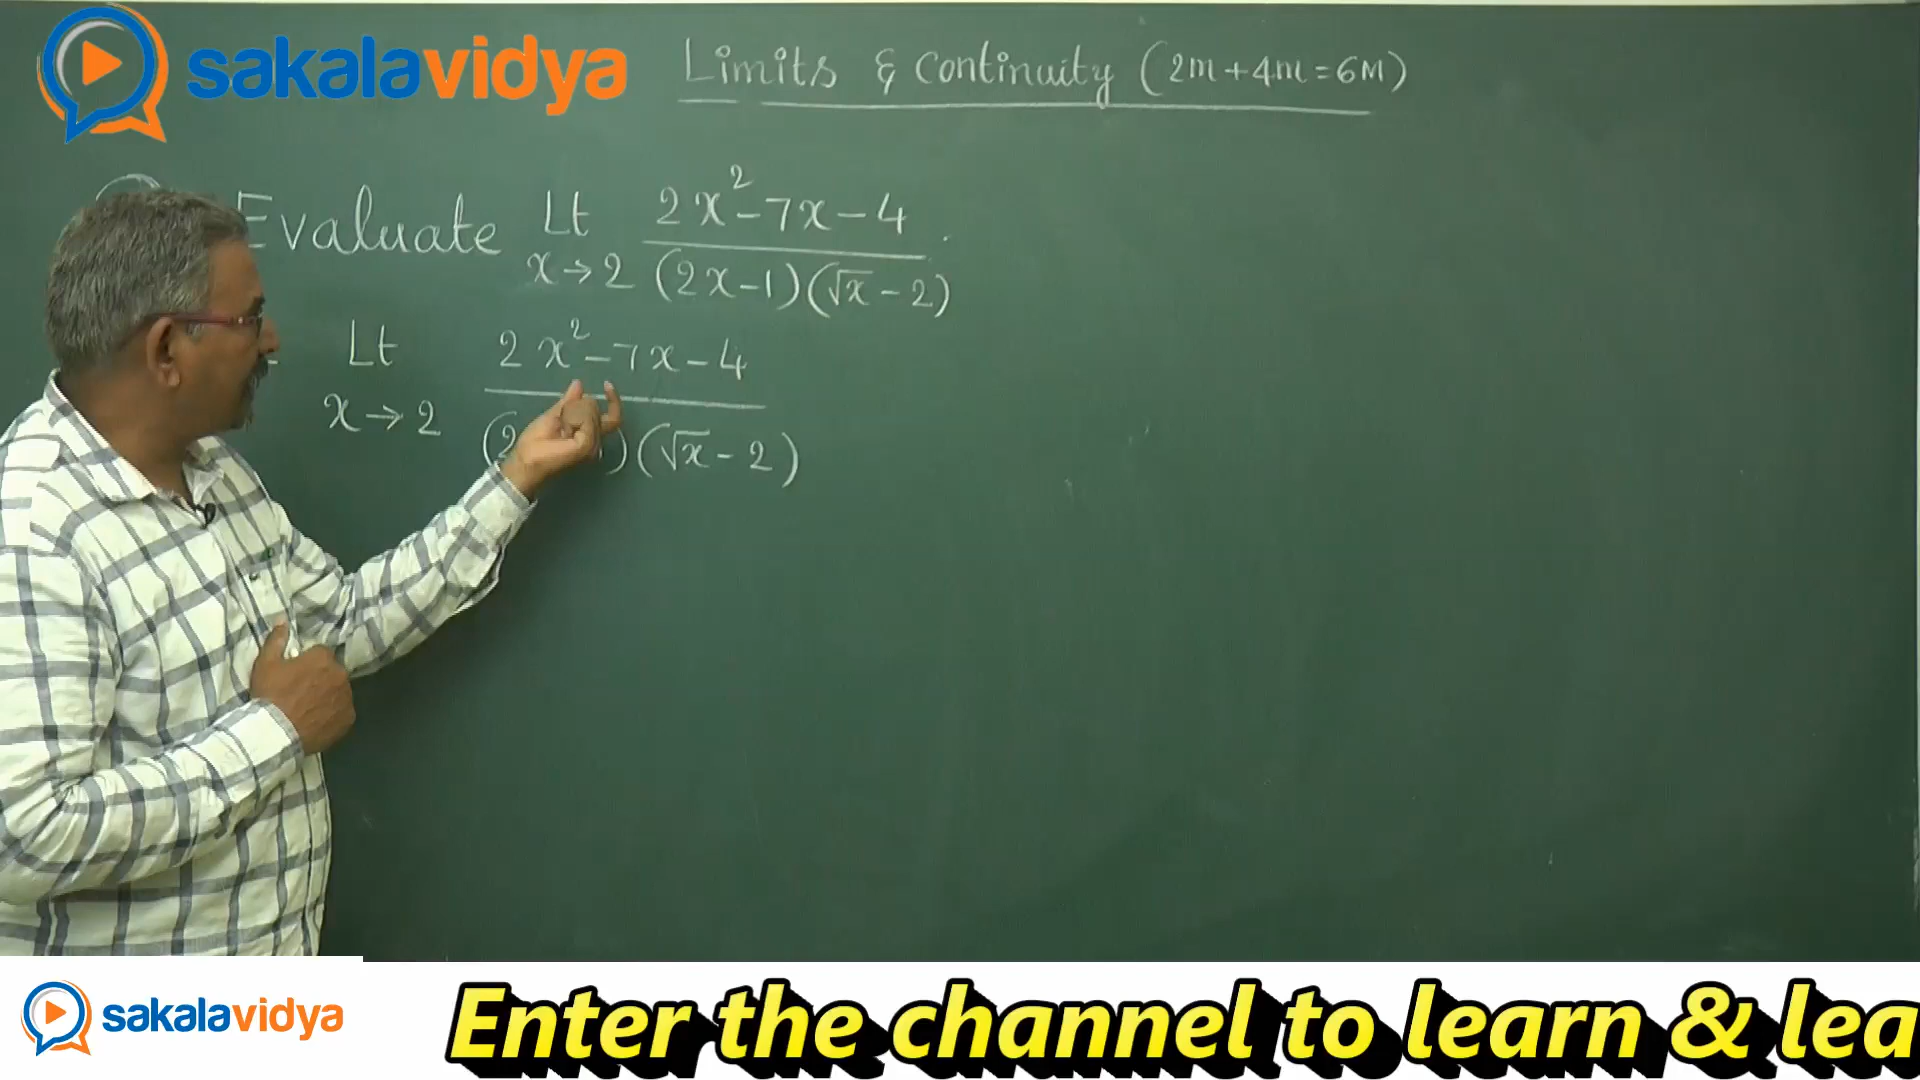 sakalavidya
Limits & Continuity (2m+4m=6M)
Evaluate Lt 2x²-7x-4
x→2 (2x-1)(√x-2)
Lt 2x²-7x-4
x→2 (2 )(√x-2)
sakalavidya
Enter the channel to learn & lea